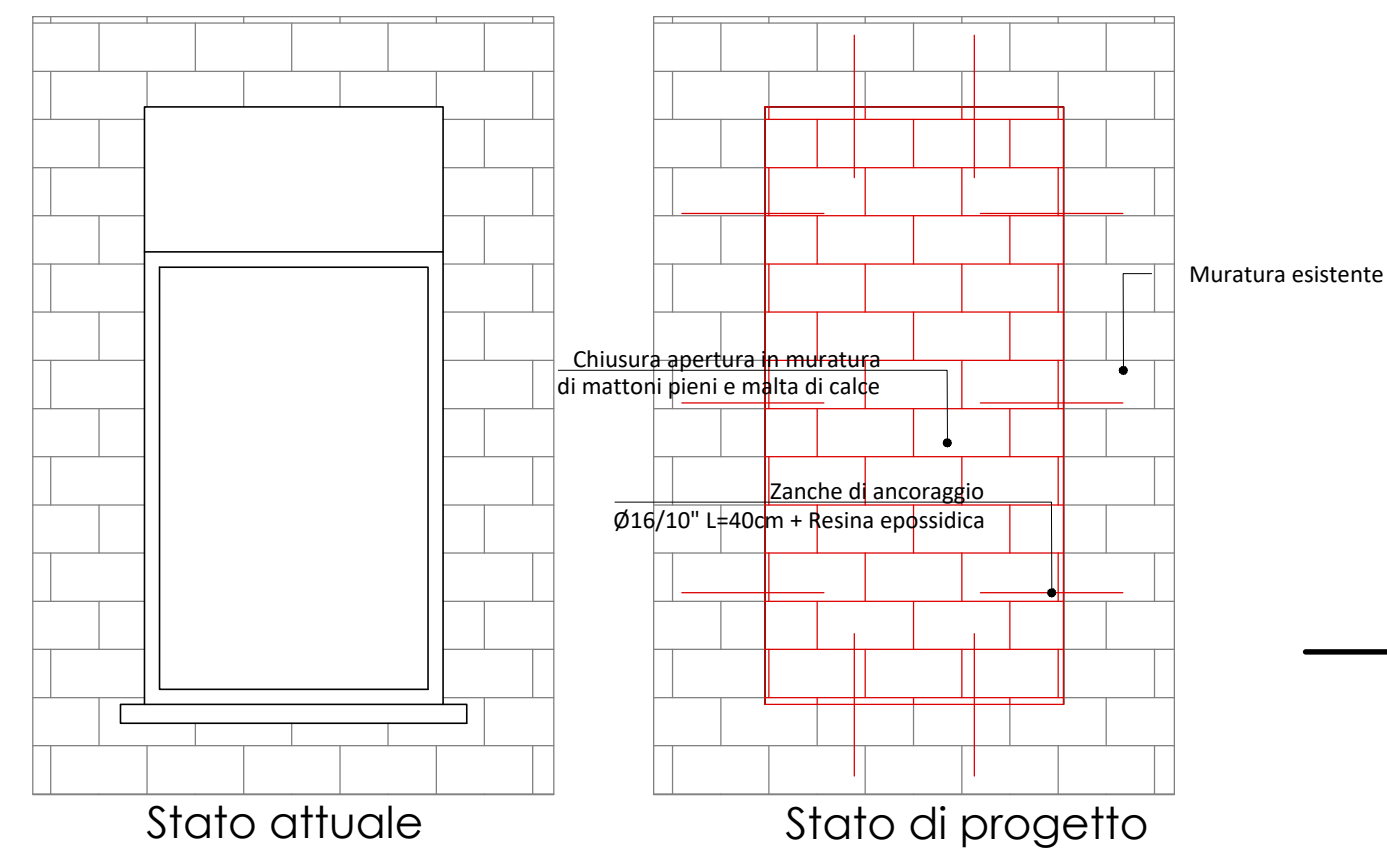 Muratura esistente
Chiusura apertura in muratura
di mattoni pieni e malta di calce
Zanche di ancoraggio
Ø16/10" L=40cm + Resina epossidica
Stato attuale
Stato di progetto